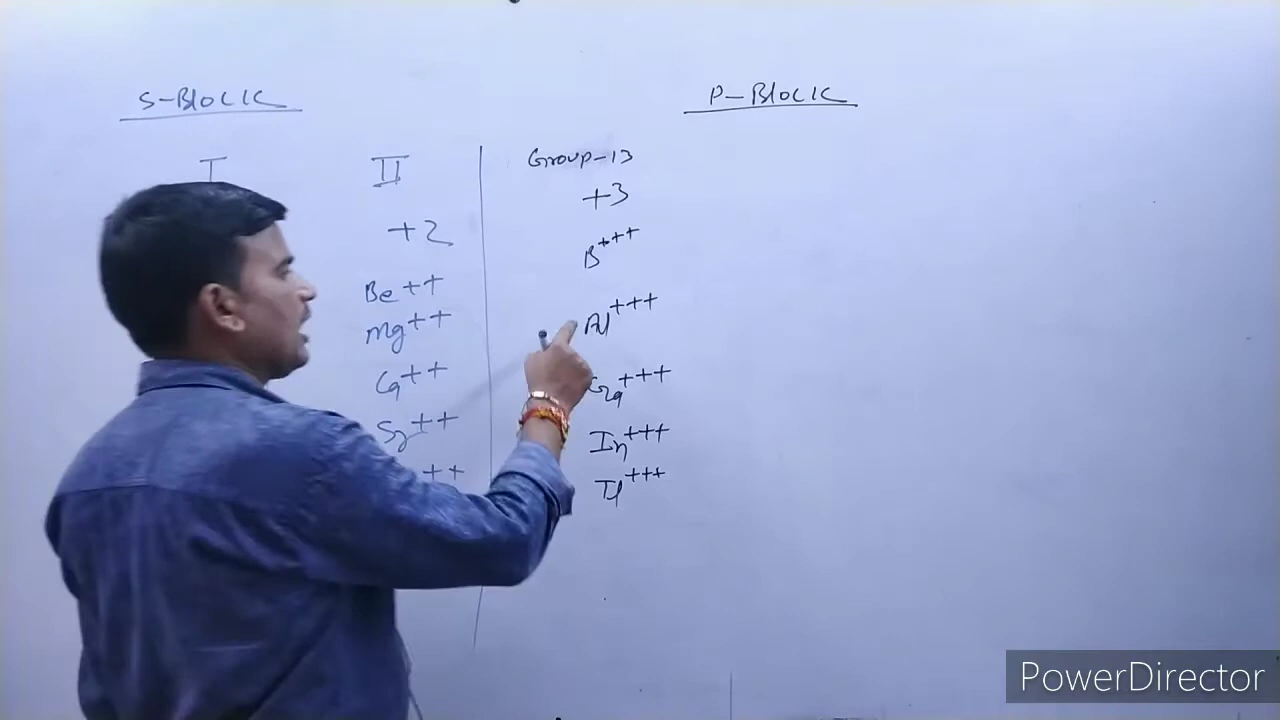 S-Block
P-Block
I
II
+2
Be++
Mg++
Ca++
Sr++
++
Group-13
+3
B+++
Al+++
Ga+++
In+++
Tl+++
PowerDirector